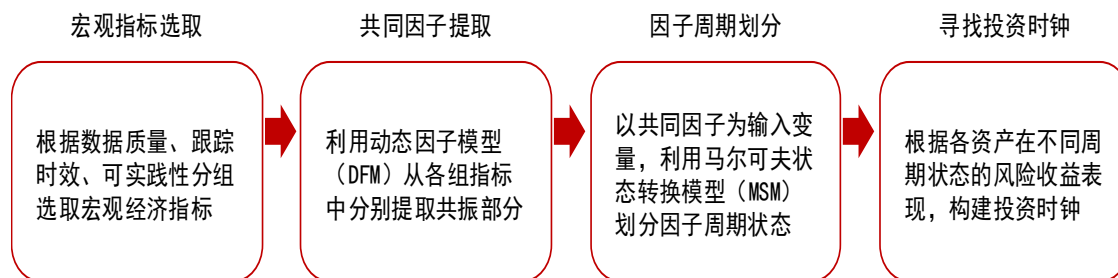 宏观指标选取
共同因子提取
因子周期划分
寻找投资时钟
根据数据质量、跟踪
时效、可实践性分组
选取宏观经济指标
利用动态因子模型
（DFM）从各组指标
中分别提取共振部分
以共同因子为输入变
量，利用马尔可夫状
态转换模型（MSM）
划分因子周期状态
根据各资产在不同周
期状态的风险收益表
现，构建投资时钟